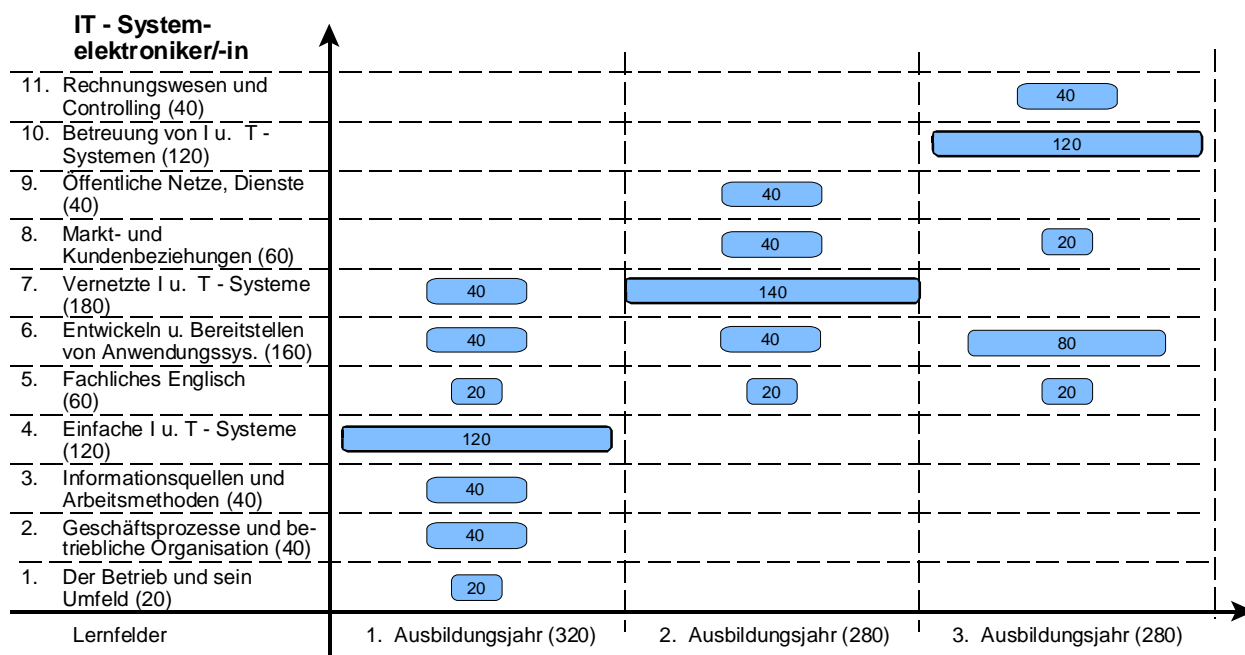 IT - System-
elektroniker/-in
11. Rechnungswesen und
Controlling (40)
40
10. Betreuung von I u. T -
Systemen (120)
120
9. Öffentliche Netze, Dienste
(40)
40
8. Markt- und
Kundenbeziehungen (60)
40
20
7. Vernetzte I u. T - Systeme
(180)
40
140
6. Entwickeln u. Bereitstellen
von Anwendungssys. (160)
40
40
80
5. Fachliches Englisch
(60)
20
20
20
4. Einfache I u. T - Systeme
(120)
120
3. Informationsquellen und
Arbeitsmethoden (40)
40
2. Geschäftsprozesse und be-
triebliche Organisation (40)
40
1. Der Betrieb und sein
Umfeld (20)
20
Lernfelder
1. Ausbildungsjahr (320)
2. Ausbildungsjahr (280)
3. Ausbildungsjahr (280)